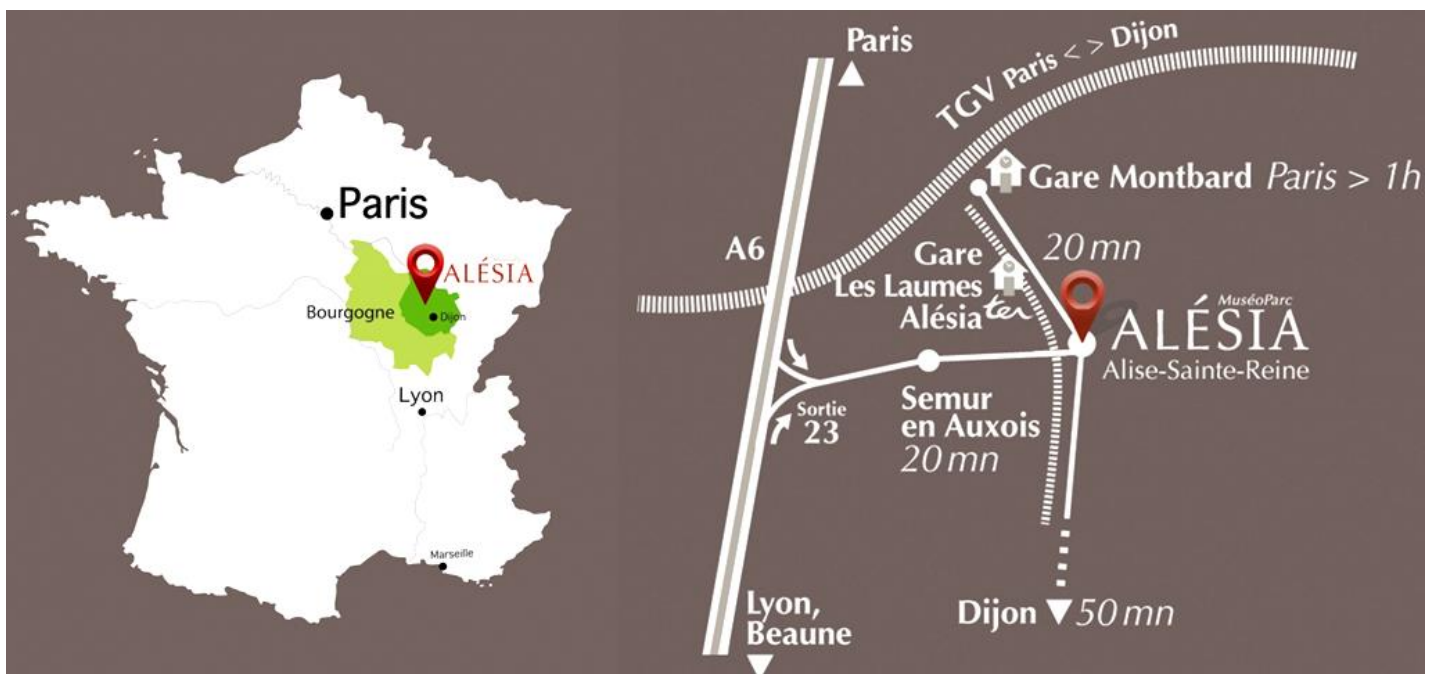 Paris
ALÉSIA
Bourgogne
Dijon
Lyon
Marseille
Paris
TGV Paris < > Dijon
Gare Montbard Paris > 1h
A6
20 mn
Gare
Les Laumes
Alésia ter
MuséoParc
ALÉSIA
Alise-Sainte-Reine
Sortie
23
Semur
en Auxois
20 mn
Lyon,
Beaune
Dijon 50 mn